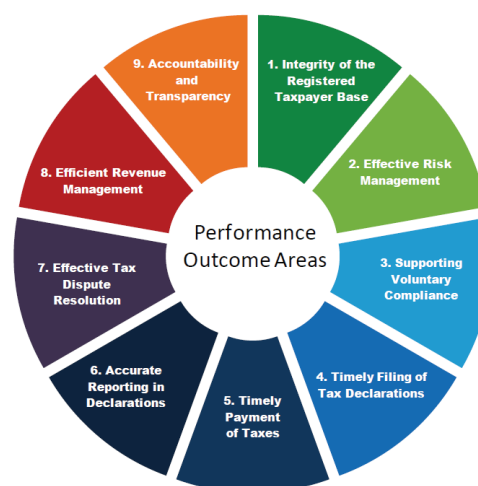 Performance
Outcome Areas
1. Integrity of the
Registered
Taxpayer Base
2. Effective Risk
Management
3. Supporting
Voluntary
Compliance
4. Timely Filing of
Tax Declarations
5. Timely
Payment
of Taxes
6. Accurate
Reporting in
Declarations
7. Effective Tax
Dispute
Resolution
8. Efficient Revenue
Management
9. Accountability
and
Transparency